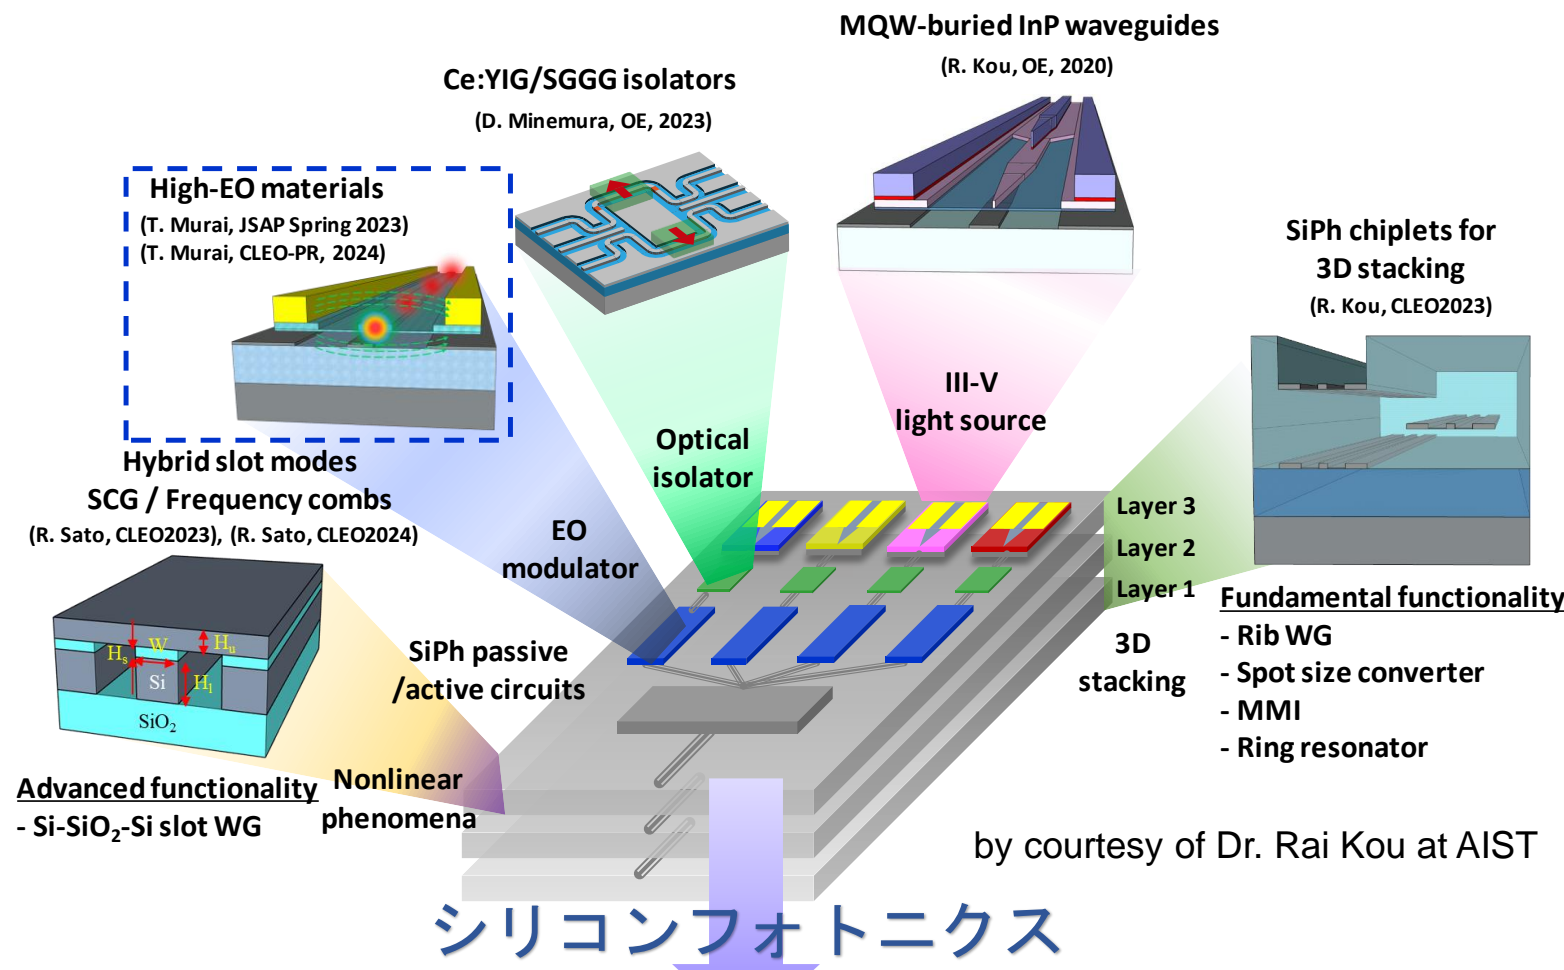 MQW-buried InP waveguides
(R. Kou, OE, 2020)
Ce:YIG/SGGG isolators
(D. Minemura, OE, 2023)
High-EO materials
(T. Murai, JSAP Spring 2023)
(T. Murai, CLEO-PR, 2024)
SiPh chiplets for
3D stacking
(R. Kou, CLEO2023)
III-V
light source
Optical
isolator
Hybrid slot modes
SCG / Frequency combs
(R. Sato, CLEO2023), (R. Sato, CLEO2024)
EO
modulator
Layer 3
Layer 2
Layer 1
Fundamental functionality
- Rib WG
- Spot size converter
- MMI
- Ring resonator
3D
stacking
SiPh passive
/active circuits
W
Hu
Hs
Si
Hl
SiO2
Nonlinear
phenomena
Advanced functionality
- Si-SiO2-Si slot WG
by courtesy of Dr. Rai Kou at AIST
シリコンフォトニクス